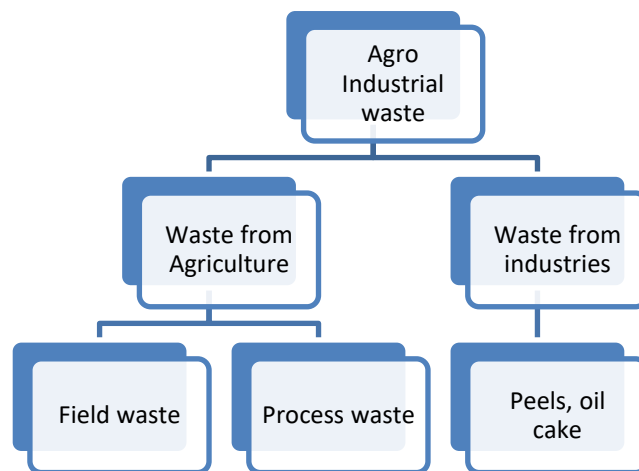 Agro
Industrial
waste
Waste from
Agriculture
Waste from
industries
Field waste
Process waste
Peels, oil
cake